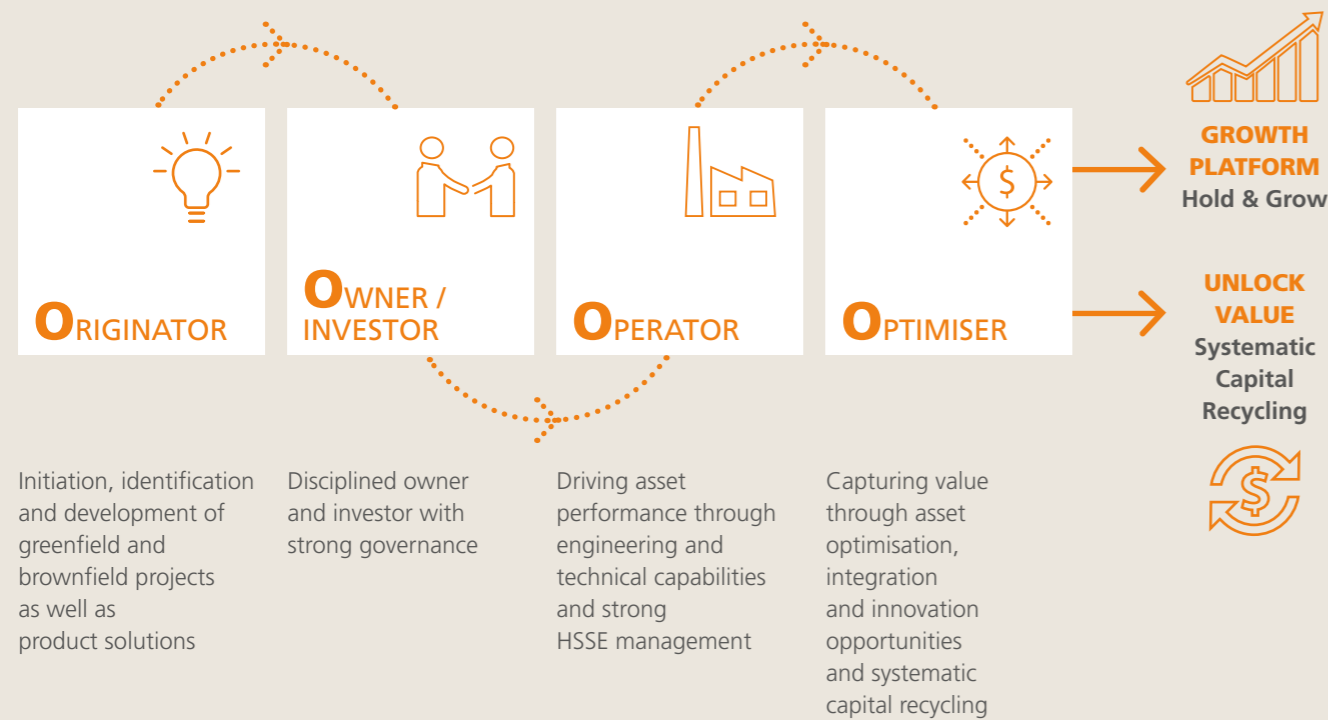 ORIGINATOR
OWNER /
INVESTOR
OPERATOR
OPTIMISER
$
GROWTH
PLATFORM
Hold & Grow
UNLOCK
VALUE
Systematic
Capital
Recycling
$
Initiation, identification
and development of
greenfield and
brownfield projects
as well as
product solutions
Disciplined owner
and investor with
strong governance
Driving asset
performance through
engineering and
technical capabilities
and strong
HSSE management
Capturing value
through asset
optimisation,
integration
and innovation
opportunities
and systematic
capital recycling